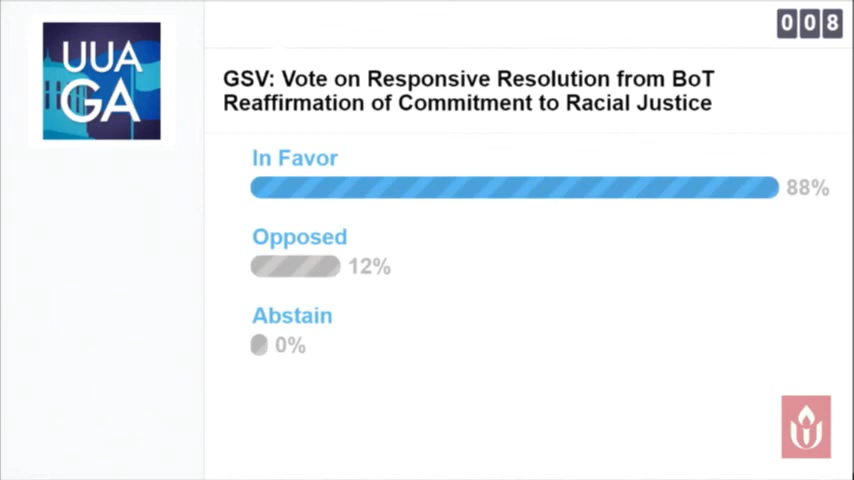 UUA
GA
008
GSV: Vote on Responsive Resolution from BoT
Reaffirmation of Commitment to Racial Justice
In Favor
88%
Opposed
12%
Abstain
0%